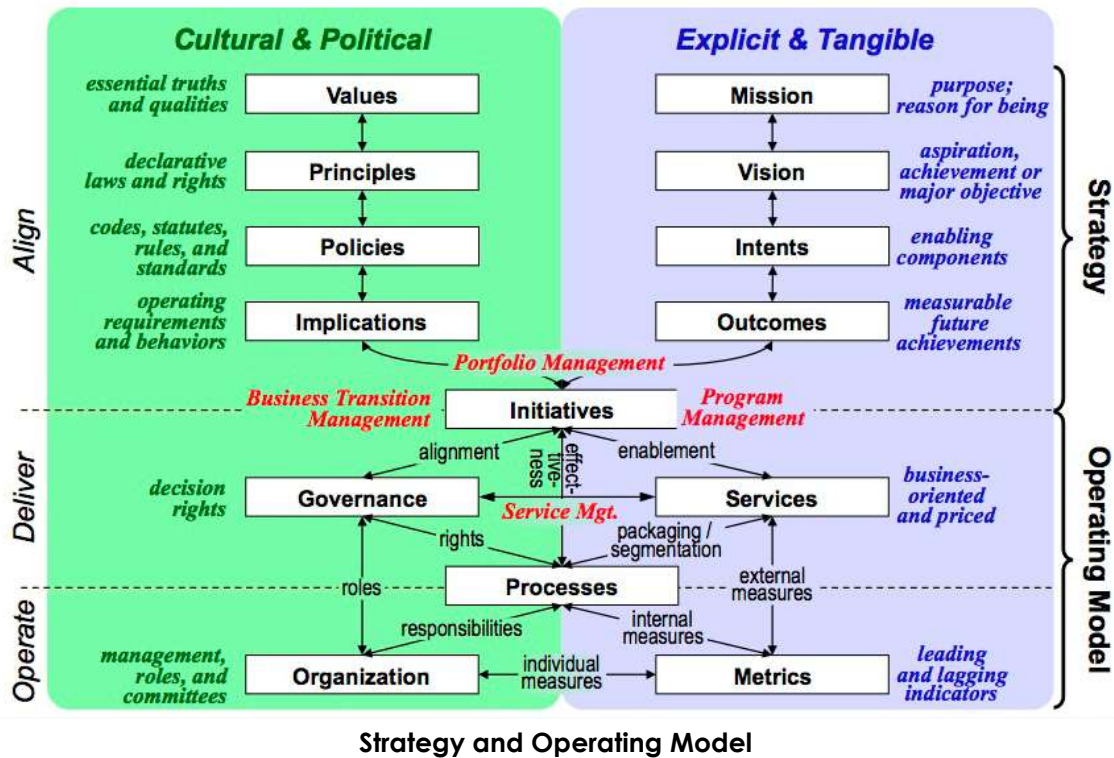 Cultural & Political
Explicit & Tangible
essential truths
and qualities
Values
Mission
purpose;
reason for being
declarative
laws and rights
Principles
Vision
aspiration,
achievement or
major objective
codes, statutes,
rules, and
standards
Policies
Intents
enabling
components
operating
requirements
and behaviors
Implications
Outcomes
measurable
future
achievements
Align
Strategy
Portfolio Management
Business Transition
Management
Initiatives
Program
Management
alignment
effect-
tive-
ness
enablement
decision
rights
Governance
Service Mgt.
Services
business-
oriented
and priced
Deliver
Operating Model
rights
packaging /
segmentation
roles
Processes
external
measures
responsibilities
internal
measures
Operate
management,
roles, and
committees
Organization
individual
measures
Metrics
leading
and lagging
indicators
Strategy and Operating Model